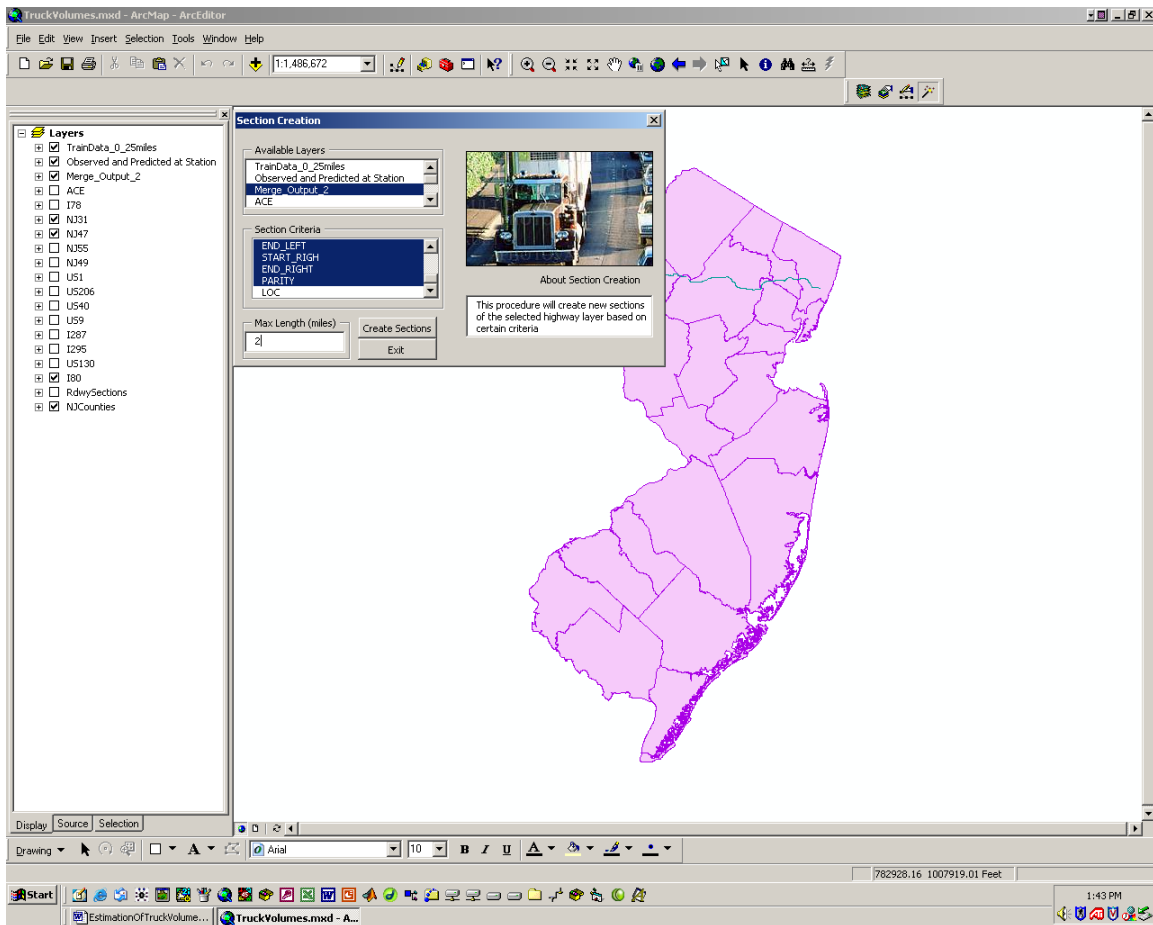 TruckVolumes.mxd - ArcMap - ArcEditor
File Edit View Insert Selection Tools Window Help
1:1,486,672
Layers
TrainData_0_25miles
Observed and Predicted at Station
Merge_Output_2
ACE
I78
NJ31
NJ47
NJ55
NJ49
US1
US206
US40
US9
I287
I295
US130
I80
RdwySections
NJCounties
Section Creation
Available Layers
TrainData_0_25miles
Observed and Predicted at Station
Merge_Output_2
ACE
Section Criteria
END_LEFT
START_RIGH
END_RIGHT
PARITY
LOC
Max Length (miles)
2
Create Sections
Exit
About Section Creation
This procedure will create new sections
of the selected highway layer based on
certain criteria
Display Source Selection
Drawing A Arial 10 B I U A
782928.16 1007919.01 Feet
Start
1:43 PM
EstimationOfTruckVolume... TruckVolumes.mxd - A...